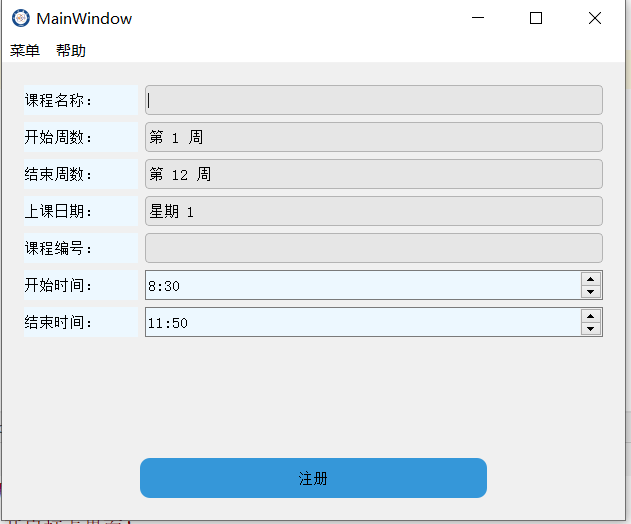 MainWindow
菜单 帮助
课程名称：
开始周数： 第 1 周
结束周数： 第 12 周
上课日期： 星期 1
课程编号：
开始时间： 8:30
结束时间： 11:50
注册